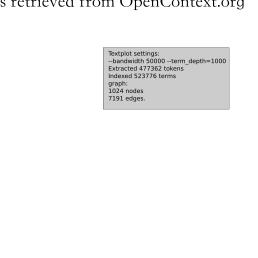 s retrieved from OpenContext.org
Textplot settings:
--bandwidth 50000 --term_depth=1000
Extracted 477362 tokens
Indexed 523776 terms
graph:
1024 nodes
7191 edges.